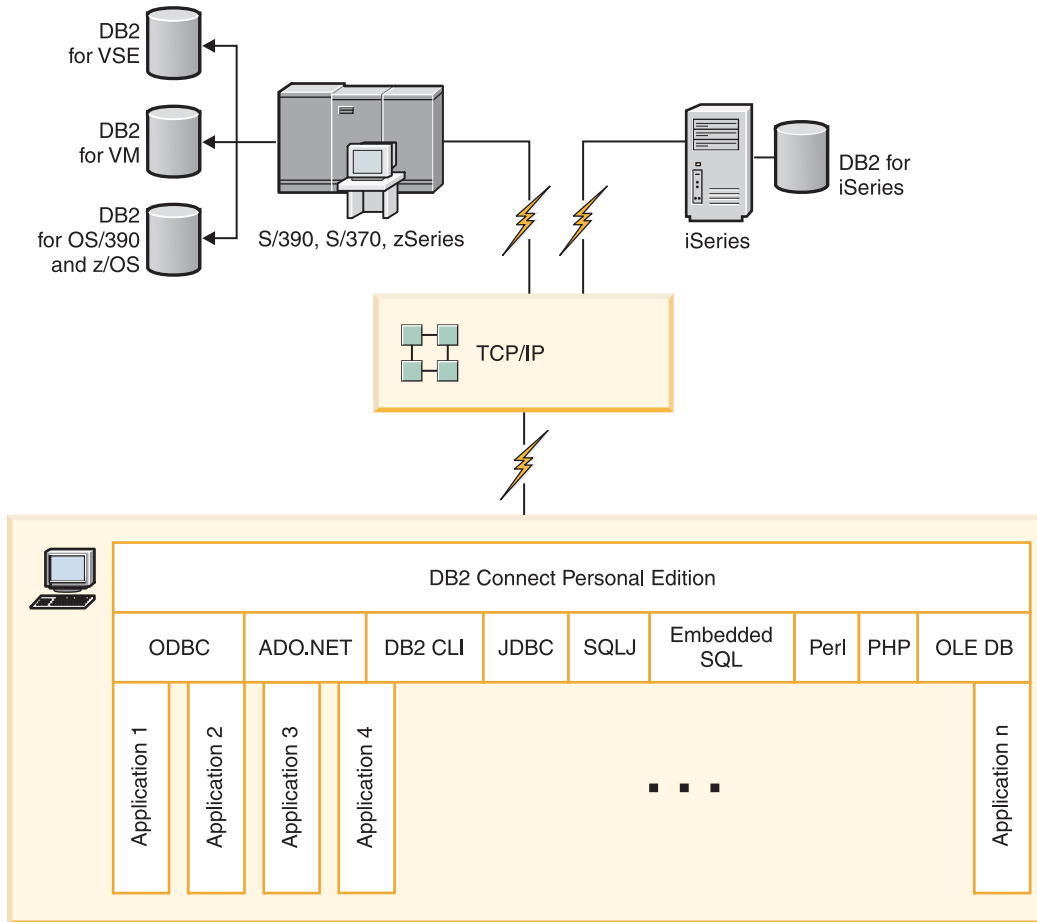 DB2
for VSE
DB2
for VM
DB2
for OS/390
and z/OS
S/390, S/370, zSeries
iSeries
DB2 for
iSeries
TCP/IP
DB2 Connect Personal Edition
ODBC
ADO.NET
DB2 CLI
JDBC
SQLJ
Embedded
SQL
Perl
PHP
OLE DB
Application 1
Application 2
Application 3
Application 4
Application n